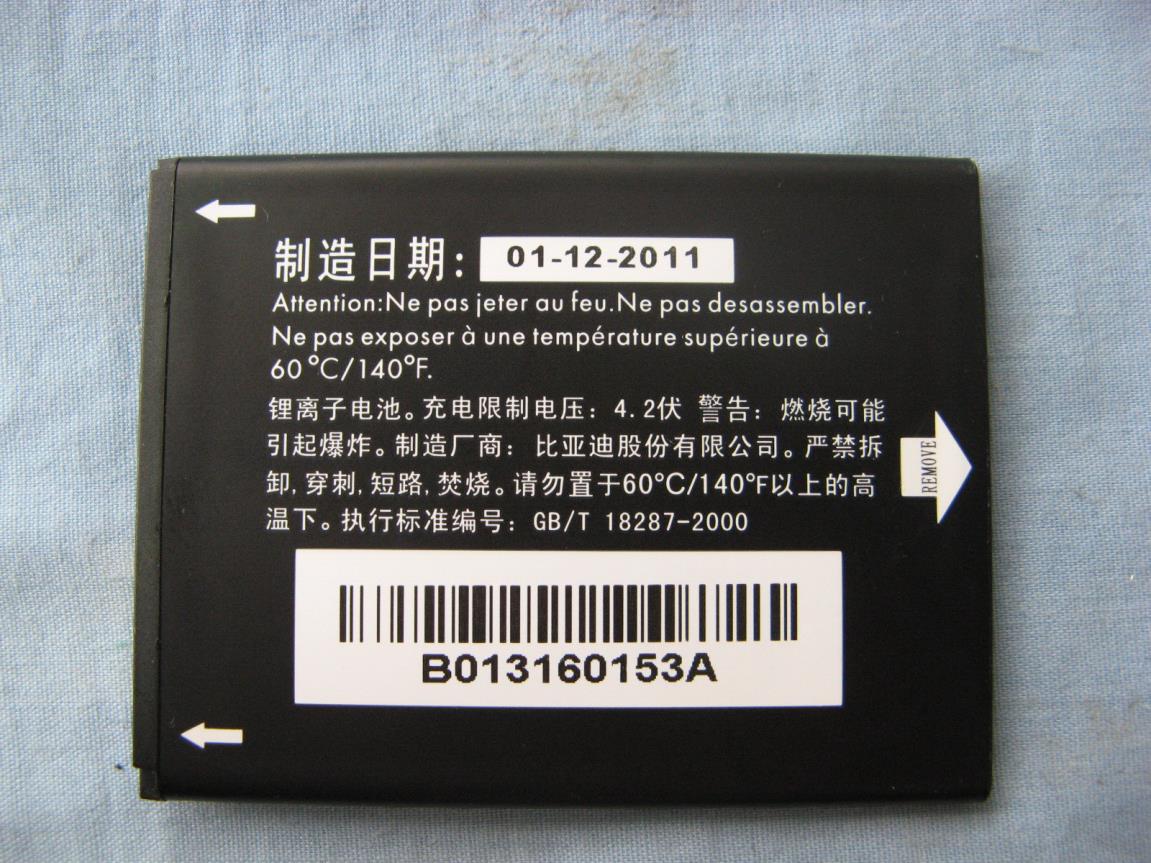 制造日期: 01-12-2011
Attention:Ne pas jeter au feu.Ne pas desassembler.
Ne pas exposer à une température supérieure à
60°C/140°F.
锂离子电池。充电限制电压: 4.2伏 警告: 燃烧可能
引起爆炸。制造厂商: 比亚迪股份有限公司。严禁拆
卸,穿刺,短路,焚烧。请勿置于60°C/140°F以上的高
温下。执行标准编号: GB/T 18287-2000
REMOVE
B013160153A